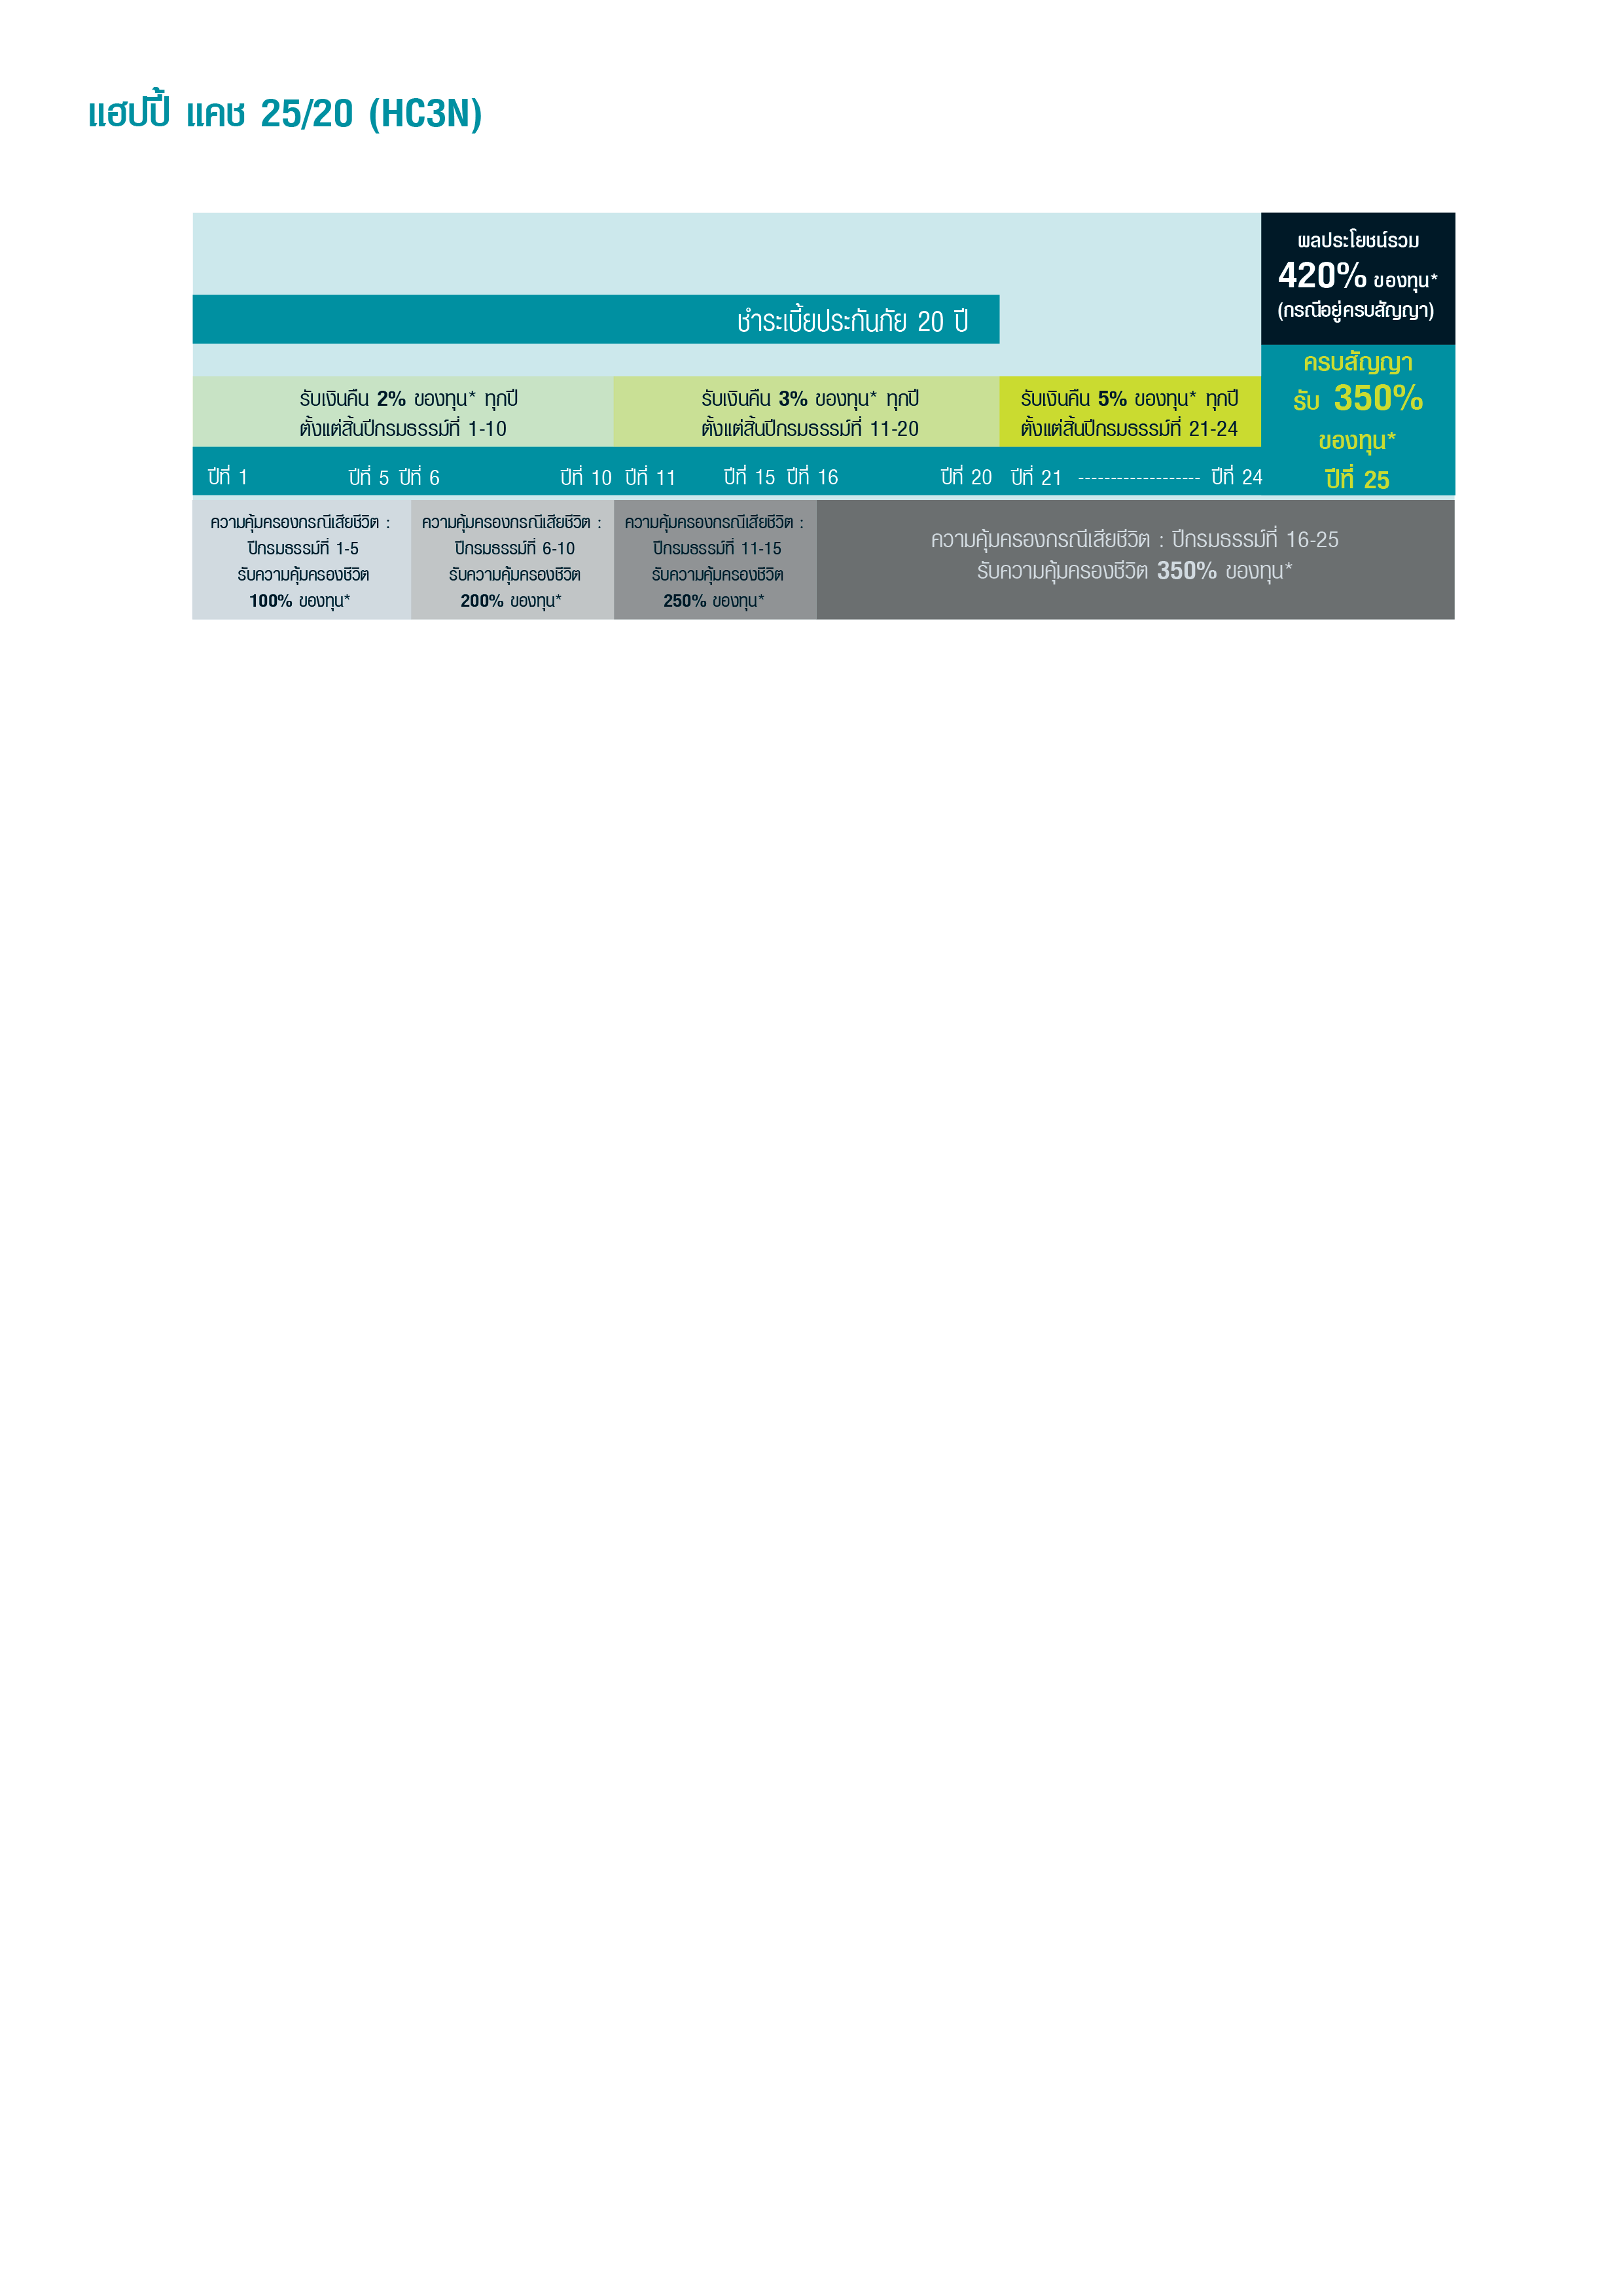 แฮปปี้ แคช 25/20 (HC3N)
ผลประโยชน์รวม
420% ของทุน*
(กรณีอยู่ครบสัญญา)
ชำระเบี้ยประกันภัย 20 ปี
รับเงินคืน 2% ของทุน* ทุกปี
ตั้งแต่สิ้นปีกรมธรรม์ที่ 1-10
รับเงินคืน 3% ของทุน* ทุกปี
ตั้งแต่สิ้นปีกรมธรรม์ที่ 11-20
รับเงินคืน 5% ของทุน* ทุกปี
ตั้งแต่สิ้นปีกรมธรรม์ที่ 21-24
ครบสัญญา
รับ 350%
ของทุน*
ปีที่ 1 ปีที่ 5 ปีที่ 6 ปีที่ 10 ปีที่ 11 ปีที่ 15 ปีที่ 16 ปีที่ 20 ปีที่ 21 ------------------- ปีที่ 24 ปีที่ 25
ความคุ้มครองกรณีเสียชีวิต :
ปีกรมธรรม์ที่ 1-5
รับความคุ้มครองชีวิต
100% ของทุน*
ความคุ้มครองกรณีเสียชีวิต :
ปีกรมธรรม์ที่ 6-10
รับความคุ้มครองชีวิต
200% ของทุน*
ความคุ้มครองกรณีเสียชีวิต :
ปีกรมธรรม์ที่ 11-15
รับความคุ้มครองชีวิต
250% ของทุน*
ความคุ้มครองกรณีเสียชีวิต : ปีกรมธรรม์ที่ 16-25
รับความคุ้มครองชีวิต 350% ของทุน*